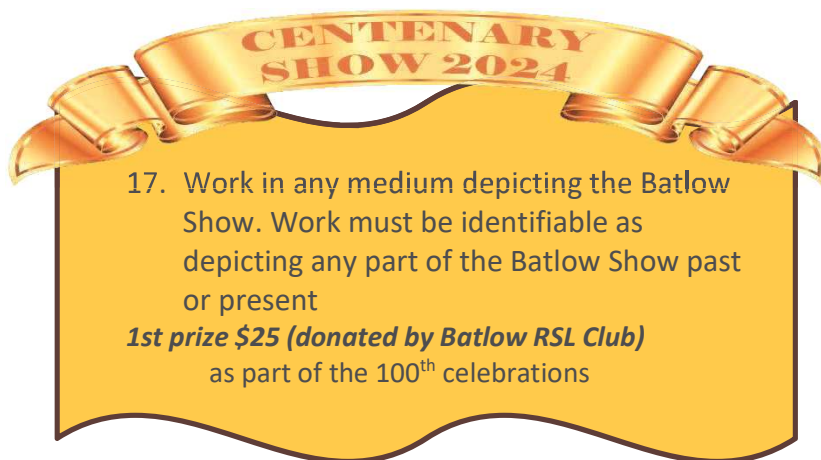 CENTENARY
SHOW 2024
17. Work in any medium depicting the Batlow
Show. Work must be identifiable as
depicting any part of the Batlow Show past
or present
1st prize $25 (donated by Batlow RSL Club)
as part of the 100th celebrations